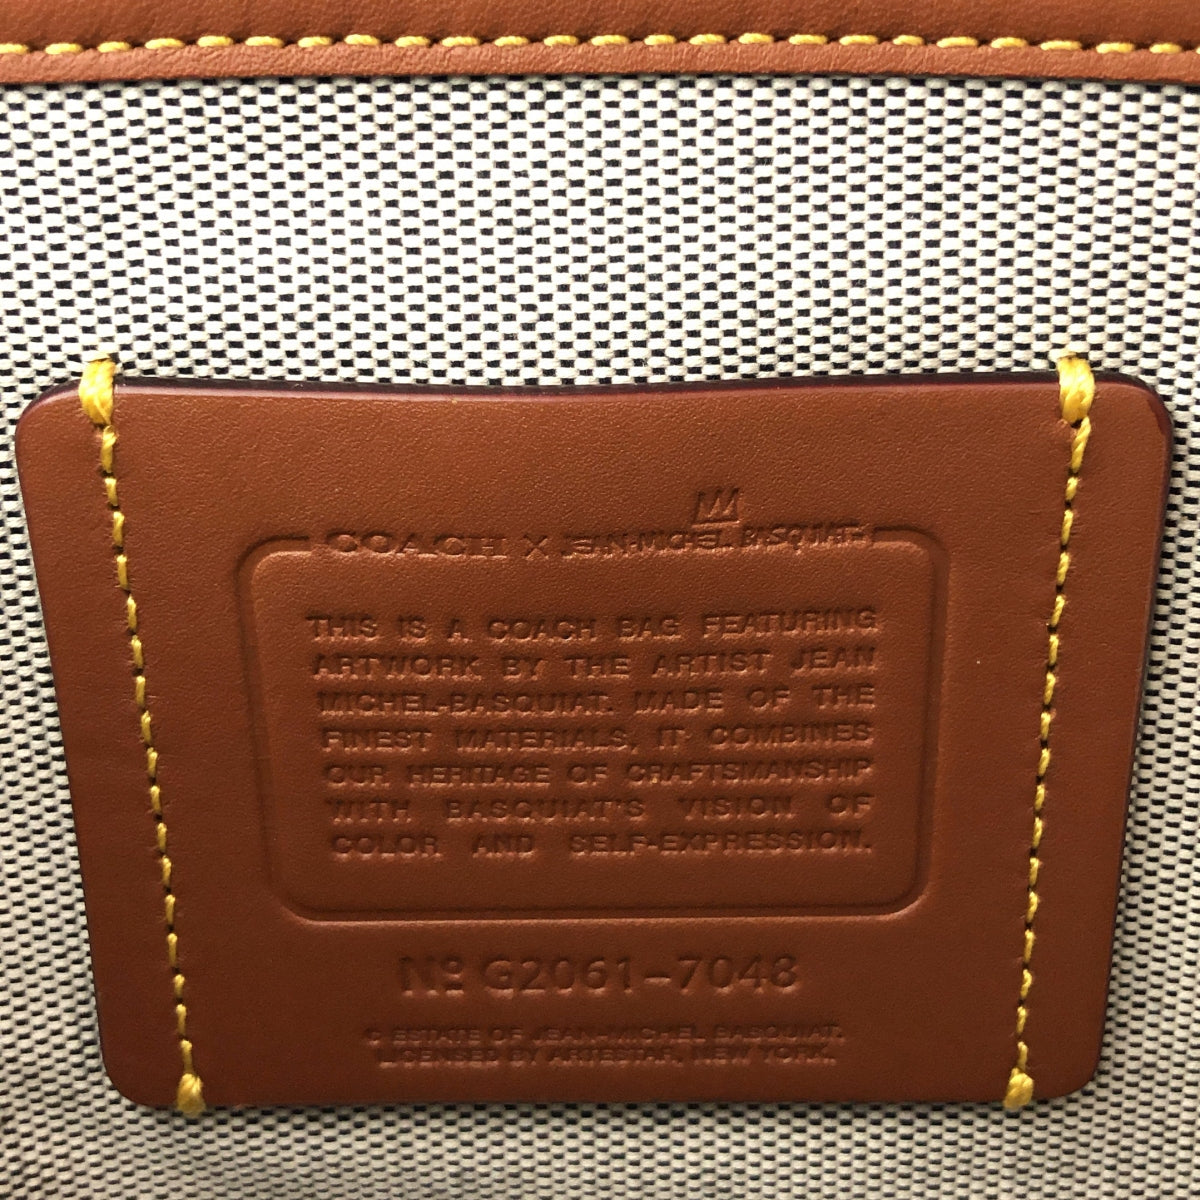 COACH X JEAN-MICHEL BASQUIAT
THIS IS A COACH BAG FEATURING
ARTWORK BY THE ARTIST JEAN
MICHEL-BASQUIAT. MADE OF THE
FINEST MATERIALS, IT COMBINES
OUR HERITAGE OF CRAFTSMANSHIP
WITH BASQUIAT'S VISION OF
COLOR AND SELF-EXPRESSION.
Nº G2061-7048
© ESTATE OF JEAN-MICHEL BASQUIAT.
LICENSED BY ARTESTAR, NEW YORK.